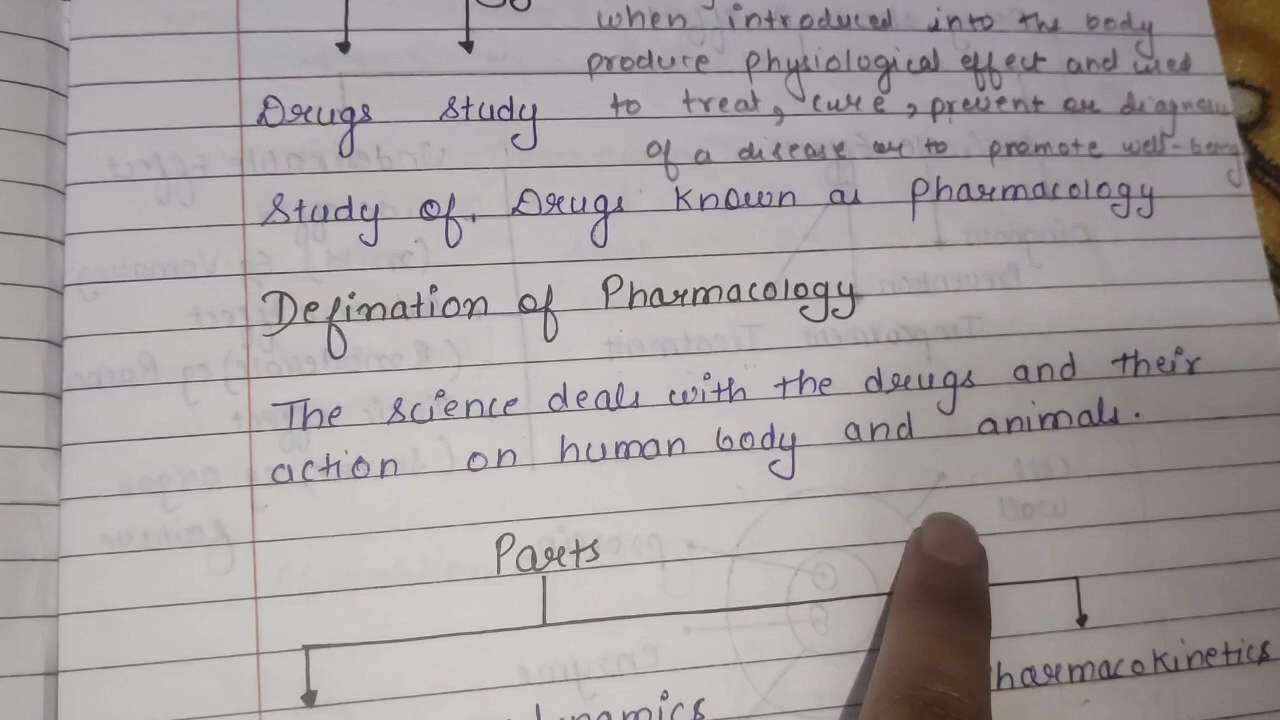 when introduced into the body
produce physiological effect and used
Drugs study to treat, cure, prevent or diagnosis
of a disease or to promote well-being
Study of. Drugs known as pharmacology
Defination of Pharmacology
The science deals with the drugs and their
action on human body and animals.
Parts
harmacokinetics
dynamics